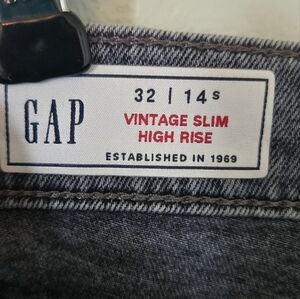 GAP
32 | 14s
VINTAGE SLIM
HIGH RISE
ESTABLISHED IN 1969